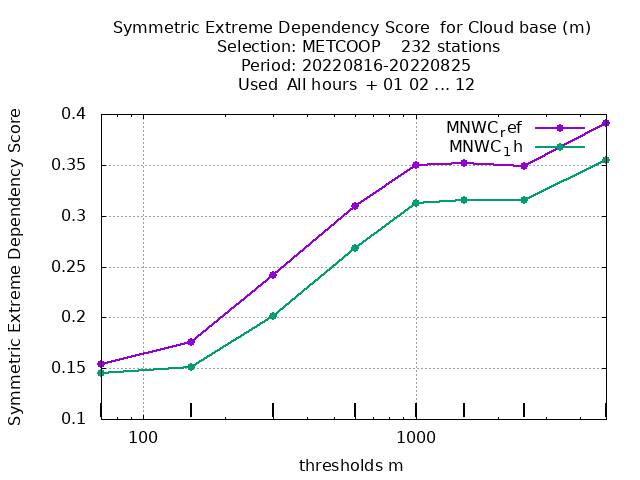 Symmetric Extreme Dependency Score  for Cloud base (m)
Selection: METCOOP    232 stations
Period: 20220816-20220825
Used  All hours  + 01 02 ... 12
Symmetric Extreme Dependency Score
0.4
0.35
0.3
0.25
0.2
0.15
0.1
MNWCref
MNWC1h
100
1000
thresholds m